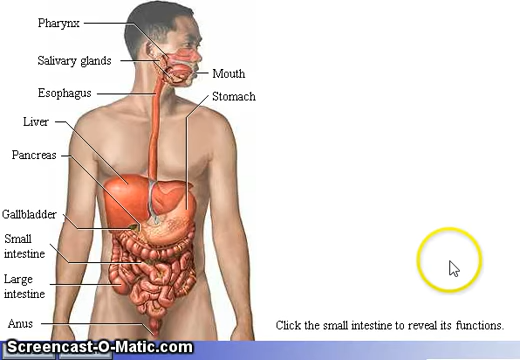 Pharynx
Salivary glands
Mouth
Esophagus
Stomach
Liver
Pancreas
Gallbladder
Small
intestine
Large
intestine
Anus
Click the small intestine to reveal its functions.
Screencast-O-Matic.com